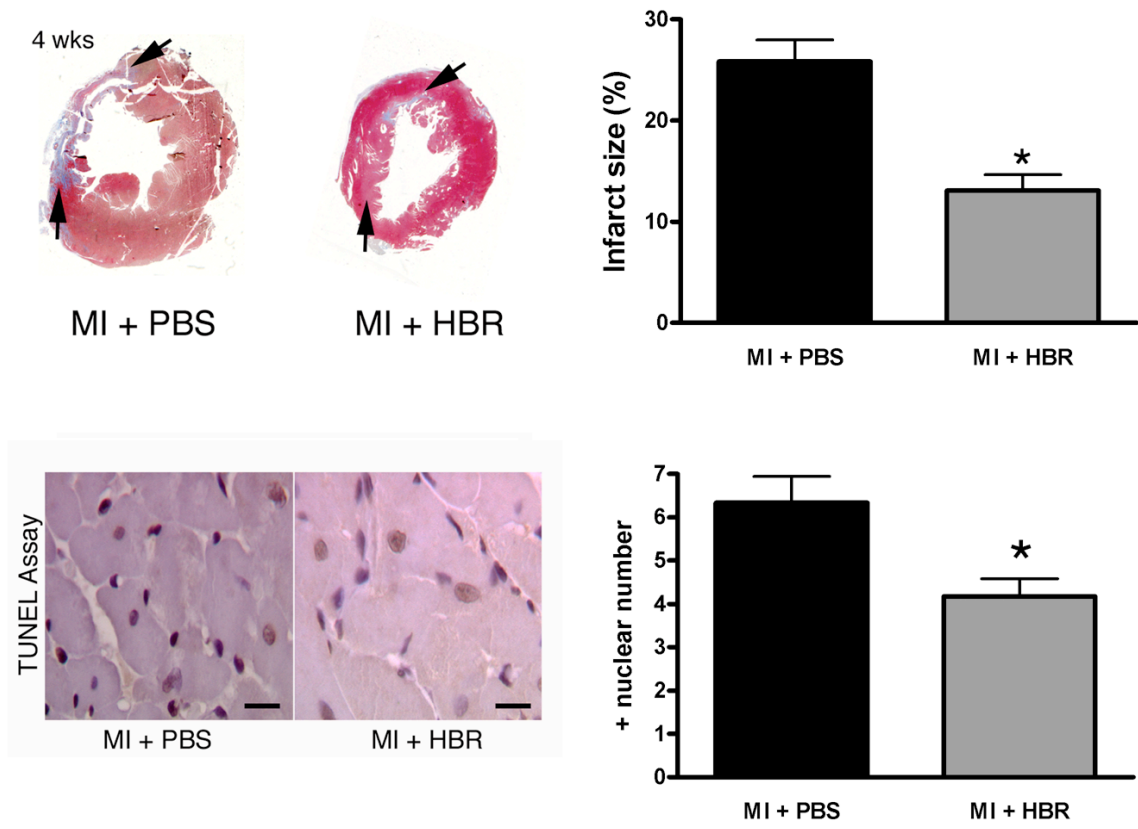 4 wks
MI + PBS
MI + HBR
Infarct size (%)
30
20
10
0
MI + PBS
MI + HBR
*
TUNEL Assay
MI + PBS
MI + HBR
+ nuclear number
7
6
5
4
3
2
1
0
MI + PBS
MI + HBR
*